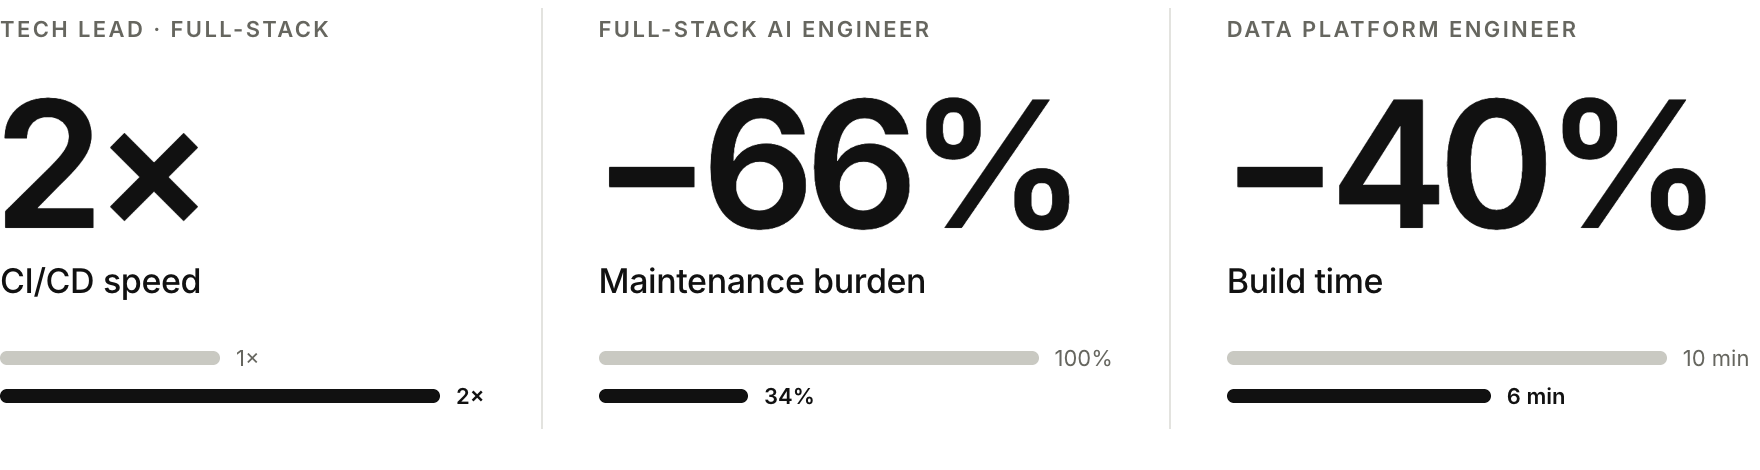 TECH LEAD · FULL-STACK
2×
CI/CD speed
1×
2×
FULL-STACK AI ENGINEER
–66%
Maintenance burden
100%
34%
DATA PLATFORM ENGINEER
–40%
Build time
10 min
6 min